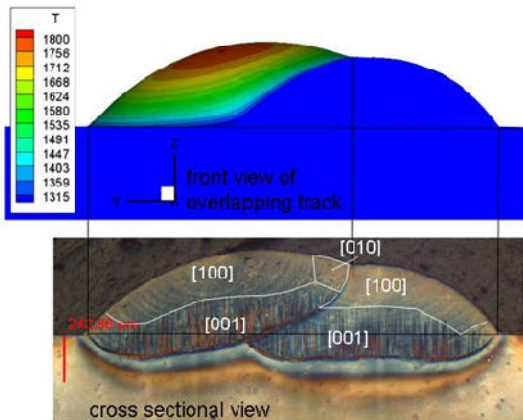 T
1800
1756
1712
1668
1624
1580
1535
1491
1447
1403
1359
1315
Z
Y
X
front view of
overlapping track
[010]
[100]
[100]
[001]
[001]
cross sectional view